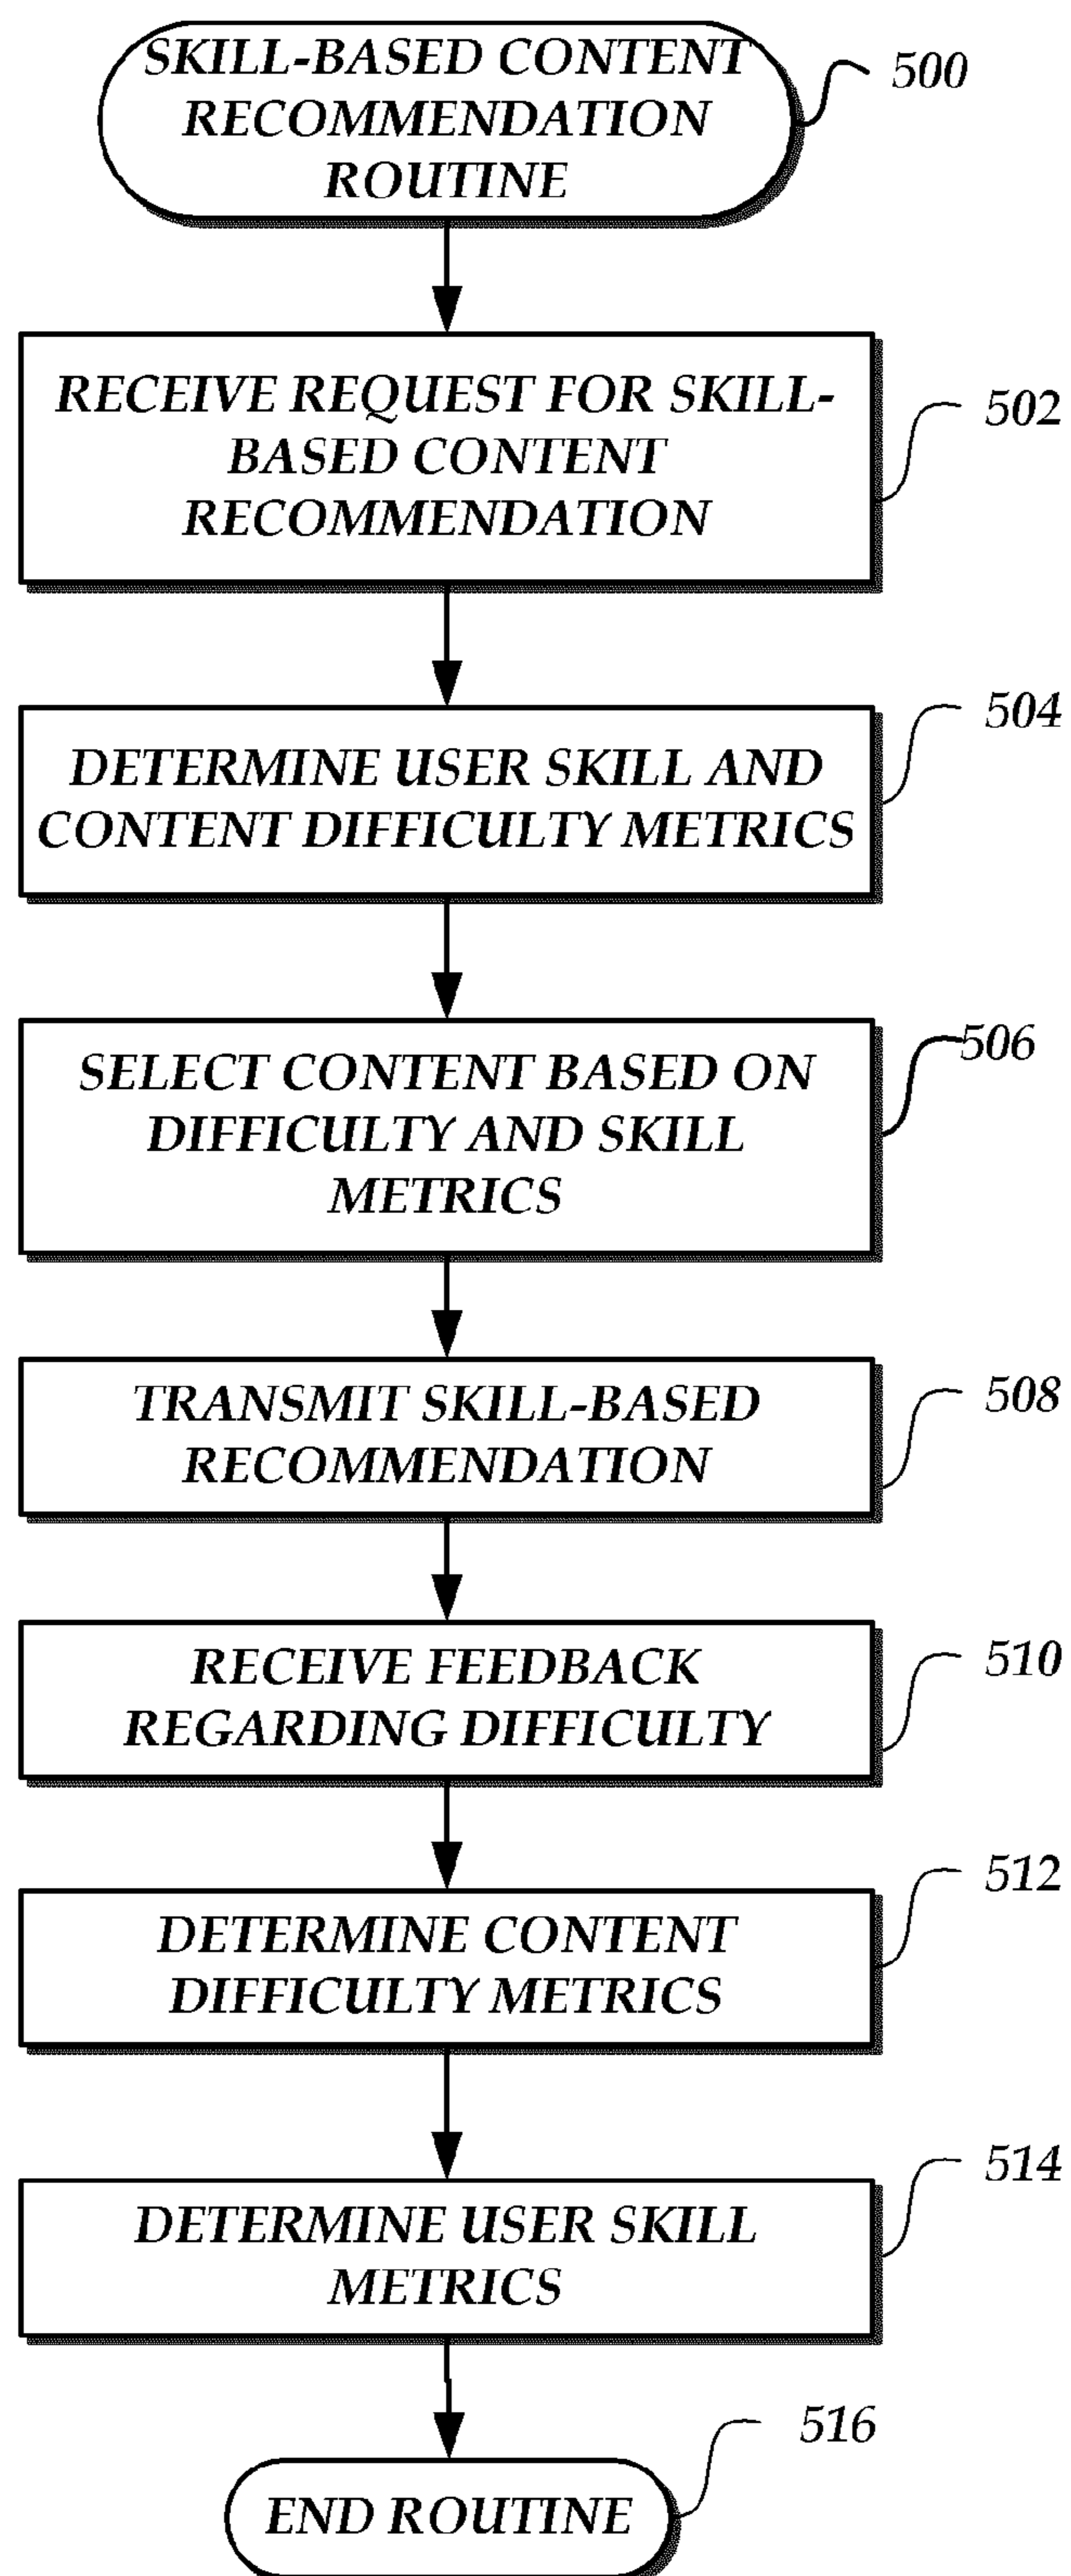 SKILL-BASED CONTENT
RECOMMENDATION
ROUTINE
500
RECEIVE REQUEST FOR SKILL-
BASED CONTENT
RECOMMENDATION
502
DETERMINE USER SKILL AND
CONTENT DIFFICULTY METRICS
504
SELECT CONTENT BASED ON
DIFFICULTY AND SKILL
METRICS
506
TRANSMIT SKILL-BASED
RECOMMENDATION
508
RECEIVE FEEDBACK
REGARDING DIFFICULTY
510
DETERMINE CONTENT
DIFFICULTY METRICS
512
DETERMINE USER SKILL
METRICS
514
END ROUTINE
516